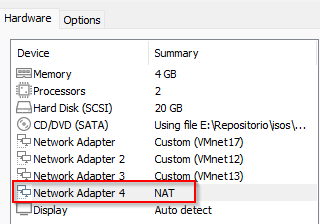 Hardware Options
Device Summary
Memory 4 GB
Processors 2
Hard Disk (SCSI) 20 GB
CD/DVD (SATA) Using file E:\Repositorio\isos\...
Network Adapter Custom (VMnet17)
Network Adapter 2 Custom (VMnet12)
Network Adapter 3 Custom (VMnet13)
Network Adapter 4 NAT
Display Auto detect